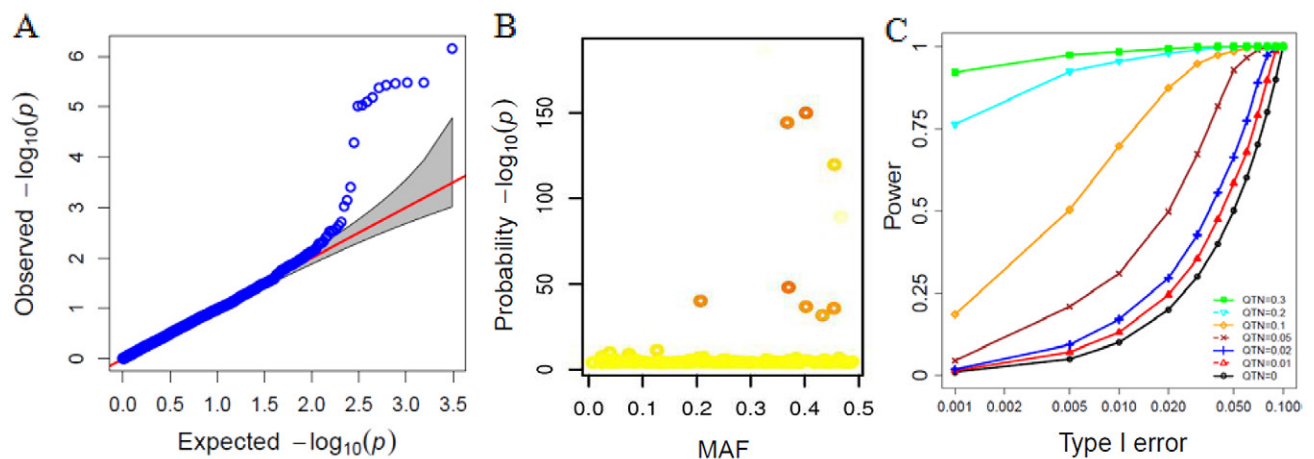 A
Observed −log10(p)
6
5
4
3
2
1
0
0.0 0.5 1.0 1.5 2.0 2.5 3.0 3.5
Expected −log10(p)
B
Probability −log10(p)
150
100
50
0
0.0 0.1 0.2 0.3 0.4 0.5
MAF
C
Power
1
0.75
0.5
0.25
0
QTN=0.3
QTN=0.2
QTN=0.1
QTN=0.05
QTN=0.02
QTN=0.01
QTN=0
0.001 0.002 0.005 0.010 0.020 0.050 0.100
Type I error